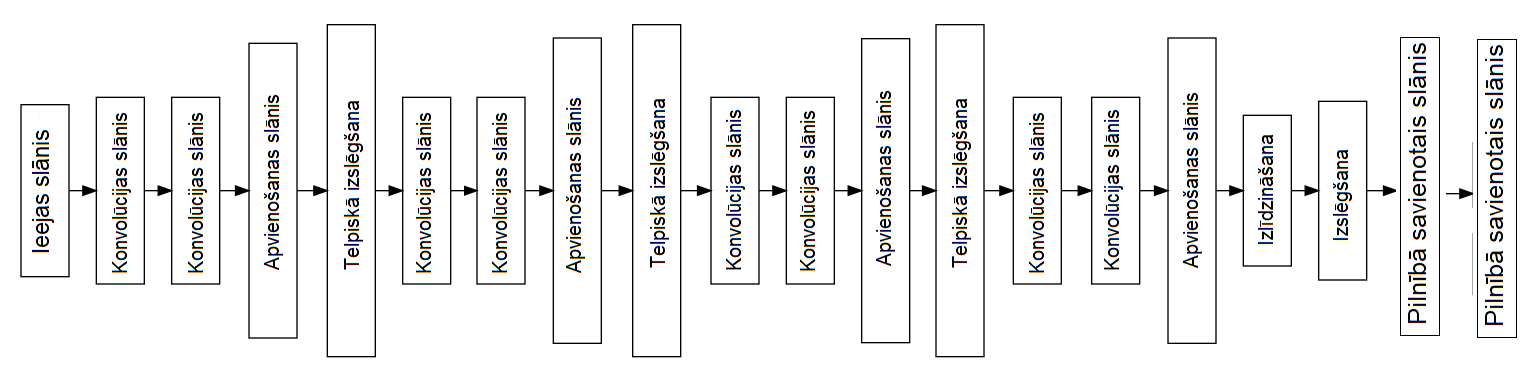 Ieejas slānis
Konvolūcijas slānis
Konvolūcijas slānis
Apvienošanas slānis
Telpiskā izslēgšana
Konvolūcijas slānis
Konvolūcijas slānis
Apvienošanas slānis
Telpiskā izslēgšana
Konvolūcijas slānis
Konvolūcijas slānis
Apvienošanas slānis
Telpiskā izslēgšana
Konvolūcijas slānis
Konvolūcijas slānis
Apvienošanas slānis
Izlīdzināšana
Izslēgšana
Pilnībā savienotais slānis
Pilnībā savienotais slānis